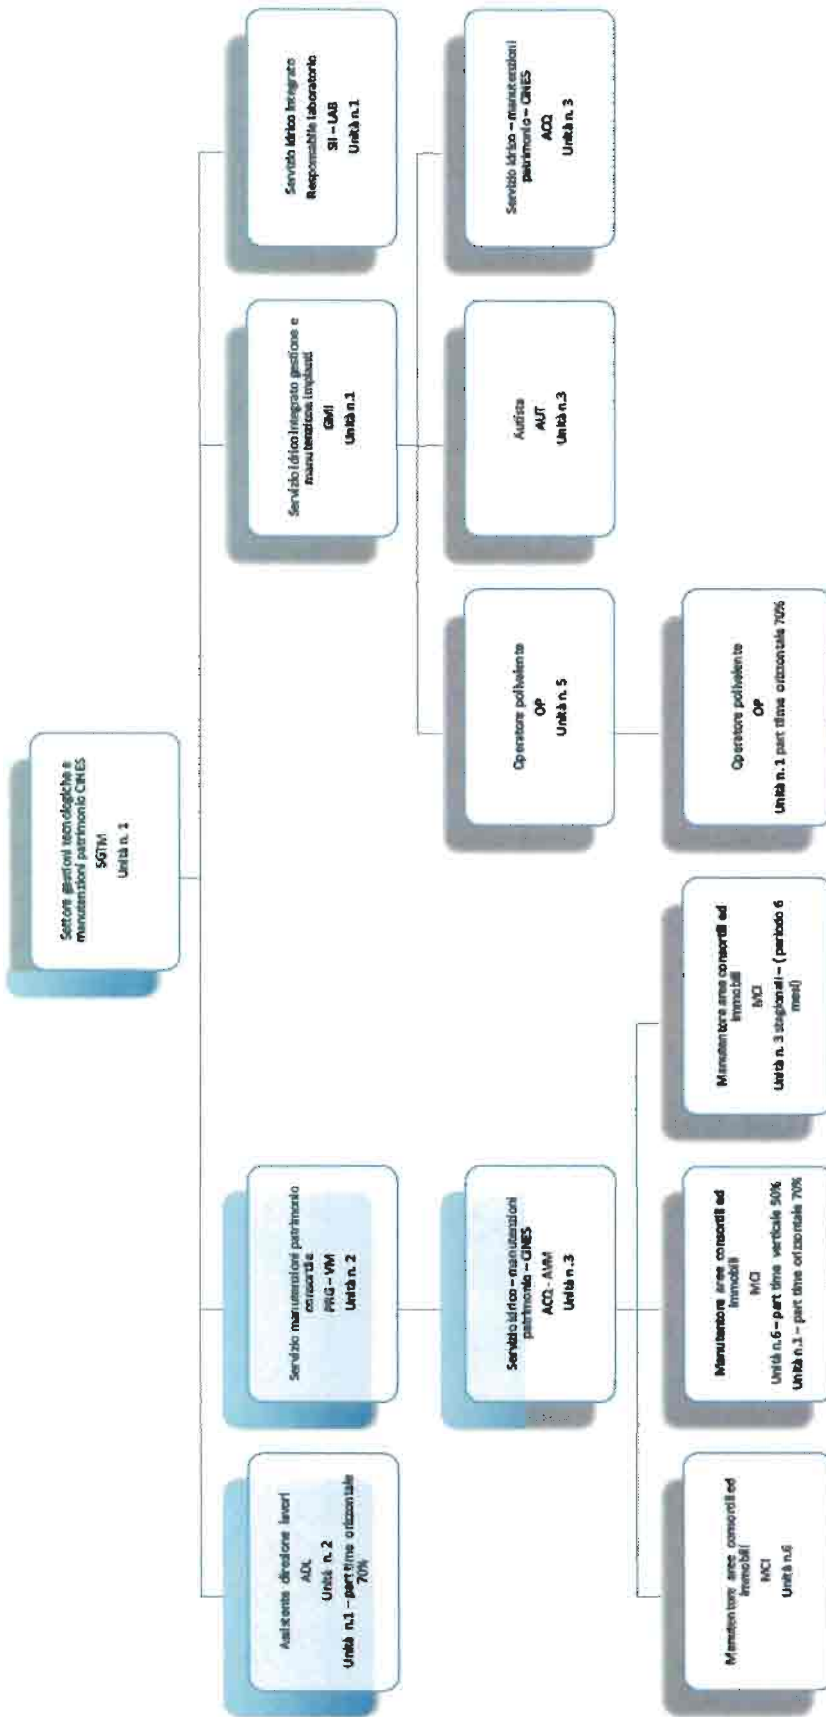 Settore gestioni tecnologiche e
manutenzioni patrimonio CINES
SGTM
Unità n. 1
Assistente direzione lavori
ADL
Unità n. 2
Unità n.1 – part time orizzontale
70%
Servizio manutenzioni patrimonio
consortile
PRG – VM
Unità n. 2
Servizio idrico integrato gestione e
manutenzione impianti
GMI
Unità n.1
Servizio idrico integrato
Responsabile laboratorio
SII – LAB
Unità n.1
Servizio idrico – manutenzioni
patrimonio – CINES
ACQ - AVM
Unità n.3
Operatore polivalente
OP
Unità n. 5
Autista
AUT
Unità n.3
Servizio idrico – manutenzioni
patrimonio – CINES
ACQ
Unità n. 3
Manutentore aree consortili ed
immobili
MCI
Unità n.6
Manutentore aree consortili ed
immobili
MCI
Unità n.6 – part time verticale 50%
Unità n.1 – part time orizzontale 70%
Manutentore aree consortili ed
immobili
MCI
Unità n. 3 stagionali – ( periodo 6
mesi)
Operatore polivalente
OP
Unità n. 1 part time orizzontale 70%